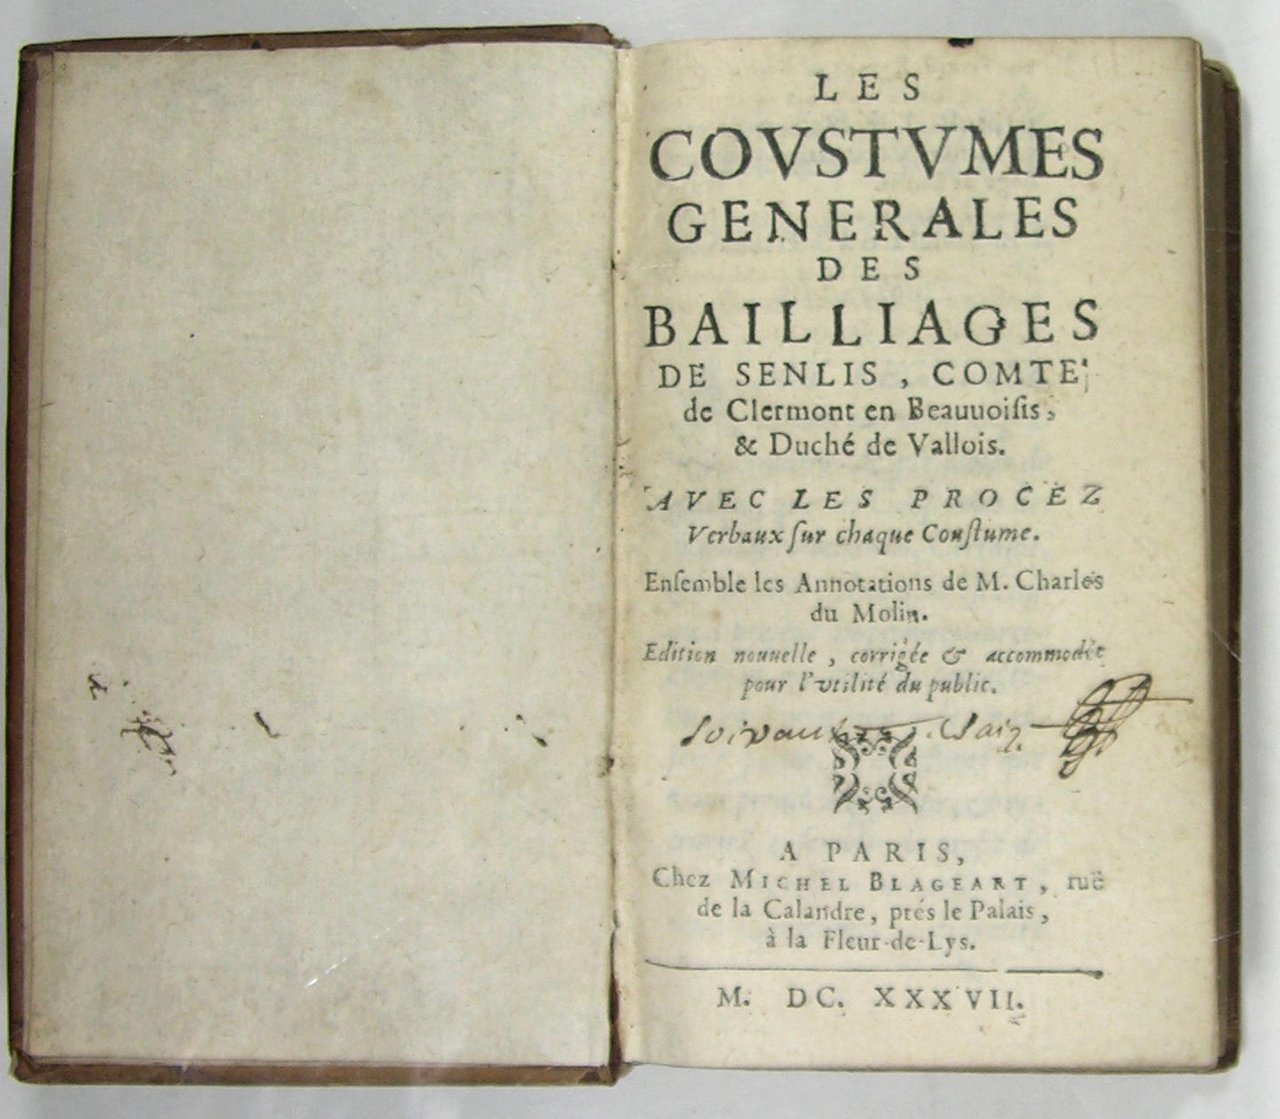 LES
COVSTVMES
GENERALES
DES
BAILLIAGES
DE SENLIS, COMTE'
de Clermont en Beauuoiſis,
& Duché de Vallois.
AVEC LES PROCEZ
Verbaux ſur chaque Couſtume.
Enſemble les Annotations de M. Charles
du Molin.
Edition nouuelle, corrigée & accommodée
pour l'vtilité du public.
A PARIS,
Chez MICHEL BLAGEART, ruë
de la Calandre, prés le Palais,
à la Fleur-de-Lys.
M. DC. XXXVII.